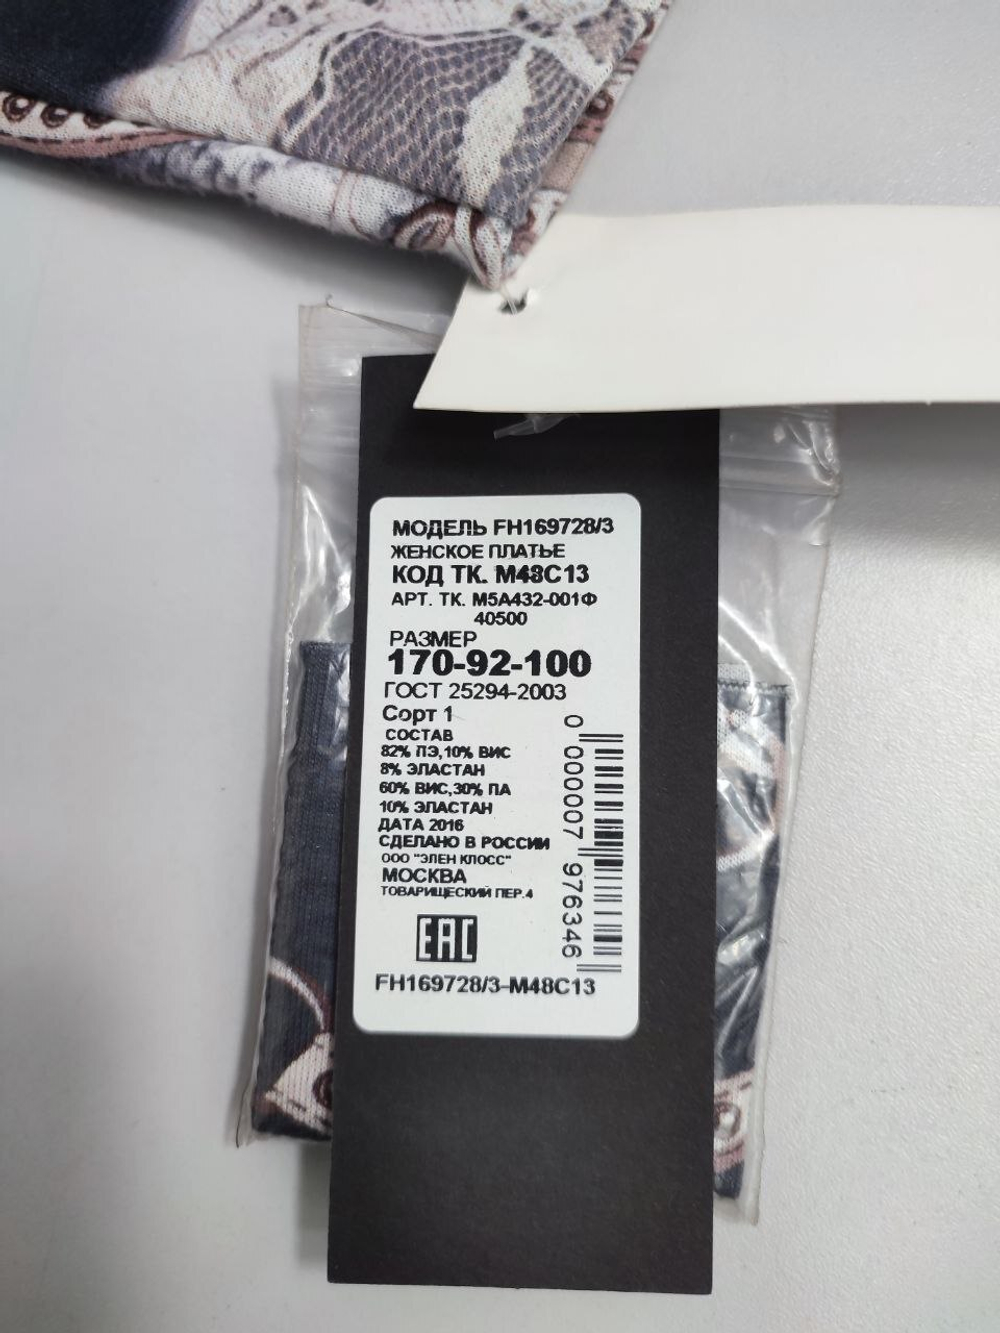 МОДЕЛЬ FH169728/3
ЖЕНСКОЕ ПЛАТЬЕ
КОД ТК. М48С13
АРТ. ТК. М5А432-001Ф
40500
РАЗМЕР
170-92-100
ГОСТ 25294-2003
Сорт 1
СОСТАВ
82% ПЭ,10% ВИС
8% ЭЛАСТАН
60% ВИС,30% ПА
10% ЭЛАСТАН
ДАТА 2016
СДЕЛАНО В РОССИИ
ООО "ЭЛЕН КЛОСС"
МОСКВА
ТОВАРИЩЕСКИЙ ПЕР.4
EAC
FH169728/3-М48С13
0 000007 976346